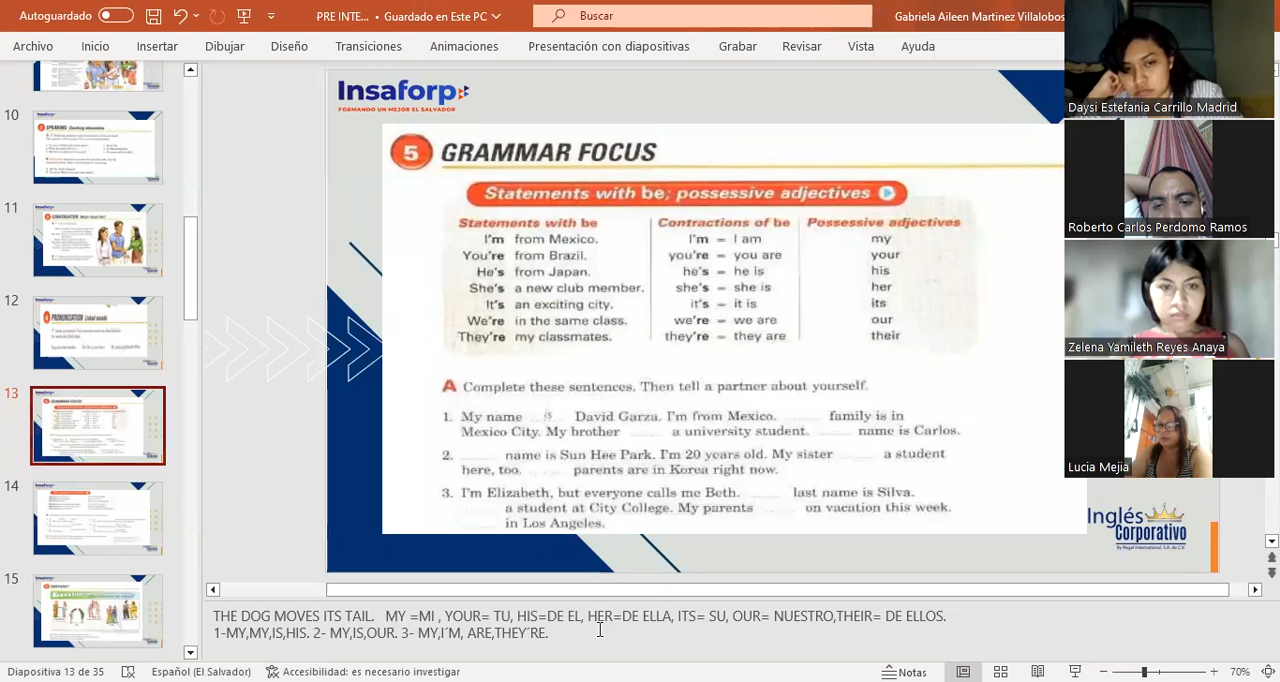 Autoguardado
PRE INTE... • Guardado en Este PC
Buscar
Gabriela Aileen Martinez Villalobos
Archivo Inicio Insertar Dibujar Diseño Transiciones Animaciones Presentación con diapositivas Grabar Revisar Vista Ayuda
10
11
12
13
14
15
Insaforp
FORMANDO UN MEJOR EL SALVADOR
5 GRAMMAR FOCUS
Statements with be; possessive adjectives
Statements with be Contractions of be Possessive adjectives
I'm from Mexico. I'm = I am my
You're from Brazil. you're = you are your
He's from Japan. he's = he is his
She's a new club member. she's = she is her
It's an exciting city. it's = it is its
We're in the same class. we're = we are our
They're my classmates. they're = they are their
A Complete these sentences. Then tell a partner about yourself.
1. My name is David Garza. I'm from Mexico. family is in
Mexico City. My brother a university student. name is Carlos.
2. name is Sun Hee Park. I'm 20 years old. My sister a student
here, too. parents are in Korea right now.
3. I'm Elizabeth, but everyone calls me Beth. last name is Silva.
a student at City College. My parents on vacation this week.
in Los Angeles.
Inglés
Corporativo
By Regal International, S.A. de C.V.
Daysi Estefania Carrillo Madrid
Roberto Carlos Perdomo Ramos
Zelena Yamileth Reyes Anaya
Lucia Mejia
THE DOG MOVES ITS TAIL. MY =MI , YOUR= TU, HIS=DE EL, HER=DE ELLA, ITS= SU, OUR= NUESTRO,THEIR= DE ELLOS.
1-MY,MY,IS,HIS. 2- MY,IS,OUR. 3- MY,I´M, ARE,THEY´RE.
Diapositiva 13 de 35 Español (El Salvador) Accesibilidad: es necesario investigar Notas 70%